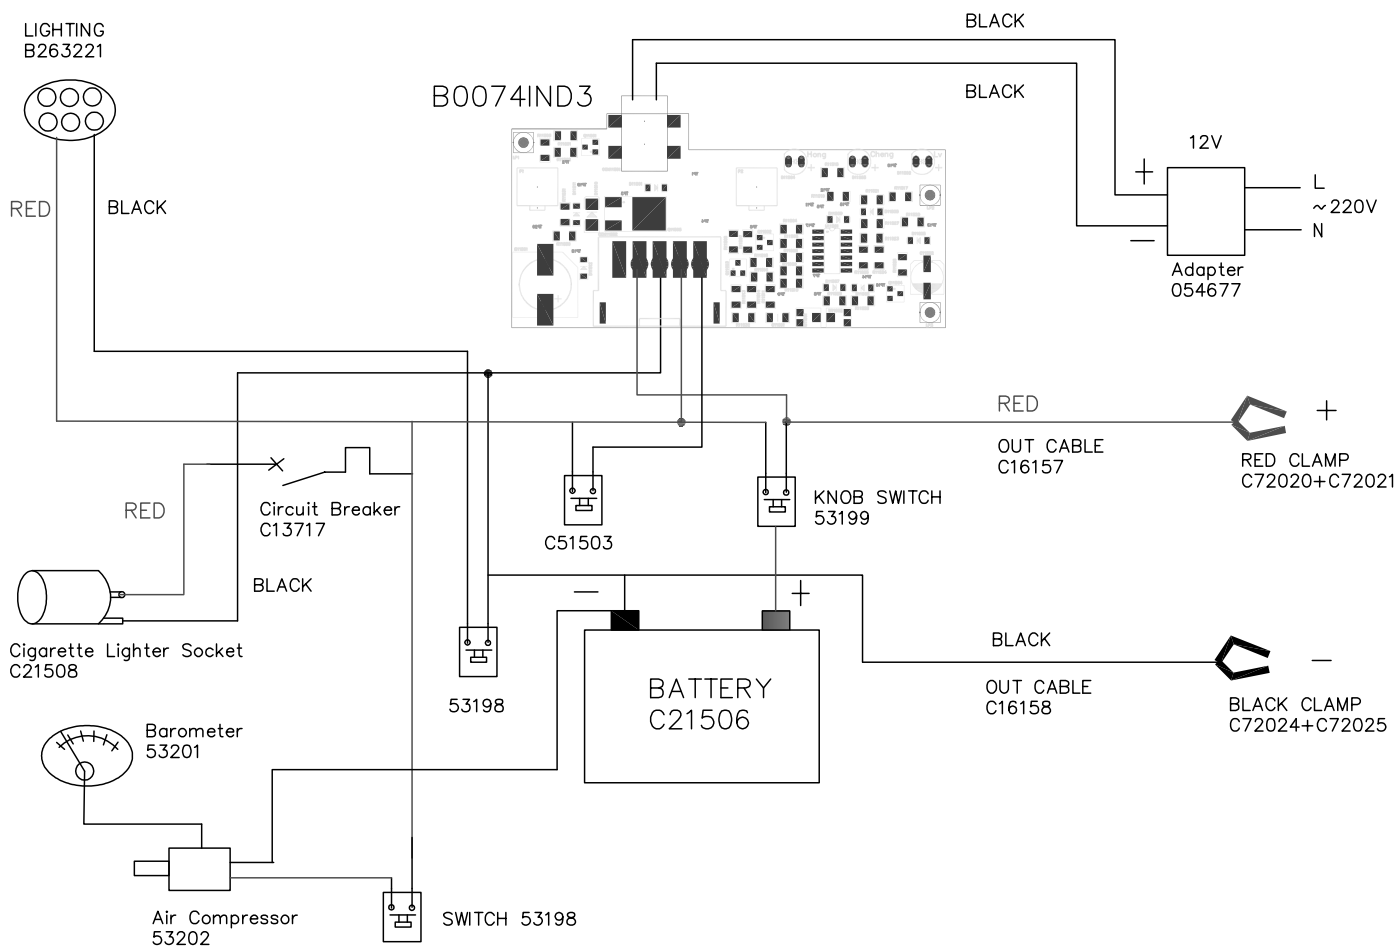 LIGHTING
B263221
RED
BLACK
B0074IND3
BLACK
BLACK
12V
+
−
L
~220V
N
Adapter
054677
RED
OUT CABLE
C16157
+
RED CLAMP
C72020+C72021
Circuit Breaker
C13717
RED
BLACK
C51503
KNOB SWITCH
53199
Cigarette Lighter Socket
C21508
53198
−
+
BATTERY
C21506
BLACK
OUT CABLE
C16158
−
BLACK CLAMP
C72024+C72025
Barometer
53201
Air Compressor
53202
SWITCH 53198